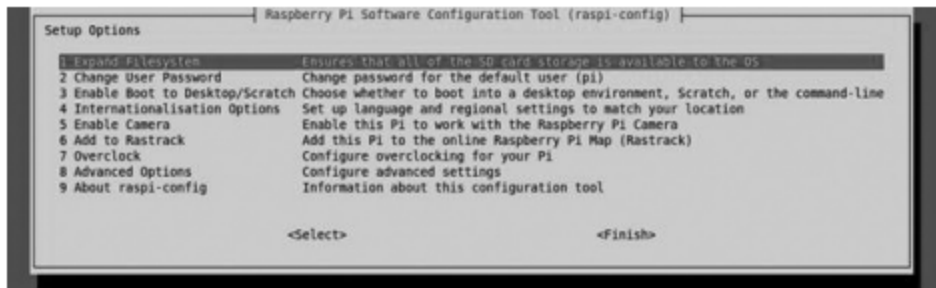 Raspberry Pi Software Configuration Tool (raspi-config)
Setup Options
1 Expand Filesystem Ensures that all of the SD card storage is available to the OS
2 Change User Password Change password for the default user (pi)
3 Enable Boot to Desktop/Scratch Choose whether to boot into a desktop environment, Scratch, or the command-line
4 Internationalisation Options Set up language and regional settings to match your location
5 Enable Camera Enable this Pi to work with the Raspberry Pi Camera
6 Add to Rastrack Add this Pi to the online Raspberry Pi Map (Rastrack)
7 Overclock Configure overclocking for your Pi
8 Advanced Options Configure advanced settings
9 About raspi-config Information about this configuration tool
<Select> <Finish>